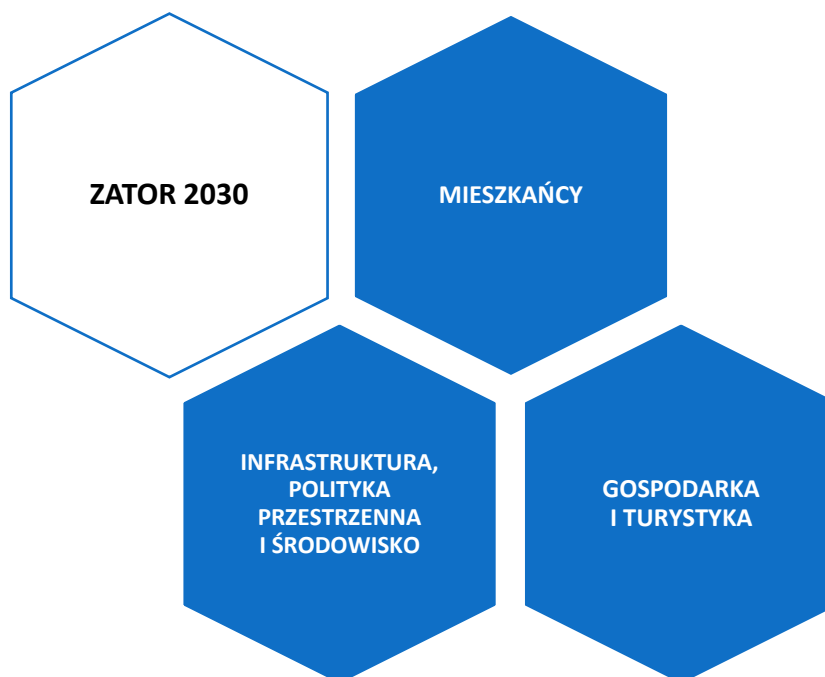 ZATOR 2030
MIESZKAŃCY
INFRASTRUKTURA,
POLITYKA
PRZESTRZENNA
I ŚRODOWISKO
GOSPODARKA
I TURYSTYKA